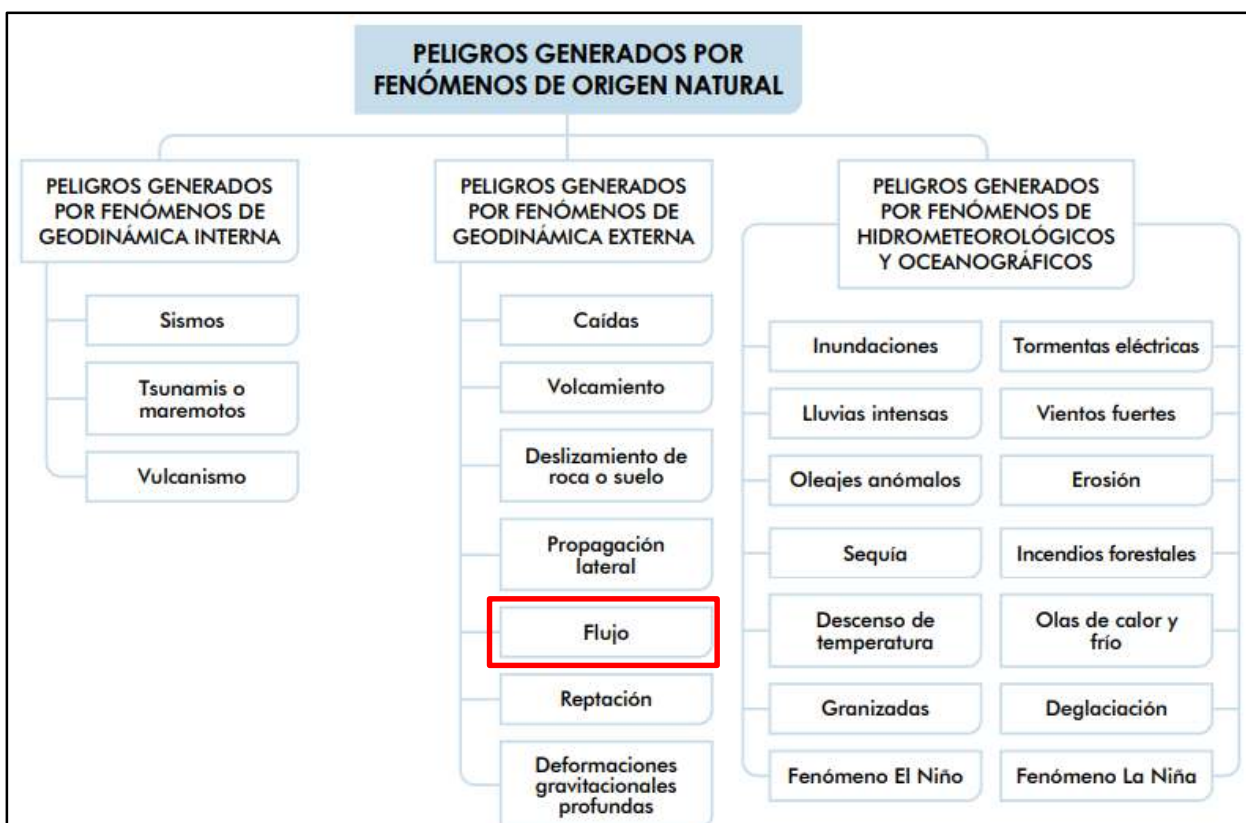 PELIGROS GENERADOS POR
FENÓMENOS DE ORIGEN NATURAL
PELIGROS GENERADOS
POR FENÓMENOS DE
GEODINÁMICA INTERNA
Sismos
Tsunamis o
maremotos
Vulcanismo
PELIGROS GENERADOS
POR FENÓMENOS DE
GEODINÁMICA EXTERNA
Caídas
Volcamiento
Deslizamiento de
roca o suelo
Propagación
lateral
Flujo
Reptación
Deformaciones
gravitacionales
profundas
PELIGROS GENERADOS
POR FENÓMENOS DE
HIDROMETEOROLÓGICOS
Y OCEANOGRÁFICOS
Inundaciones
Tormentas eléctricas
Lluvias intensas
Vientos fuertes
Oleajes anómalos
Erosión
Sequía
Incendios forestales
Descenso de
temperatura
Olas de calor y
frío
Granizadas
Deglaciación
Fenómeno El Niño
Fenómeno La Niña